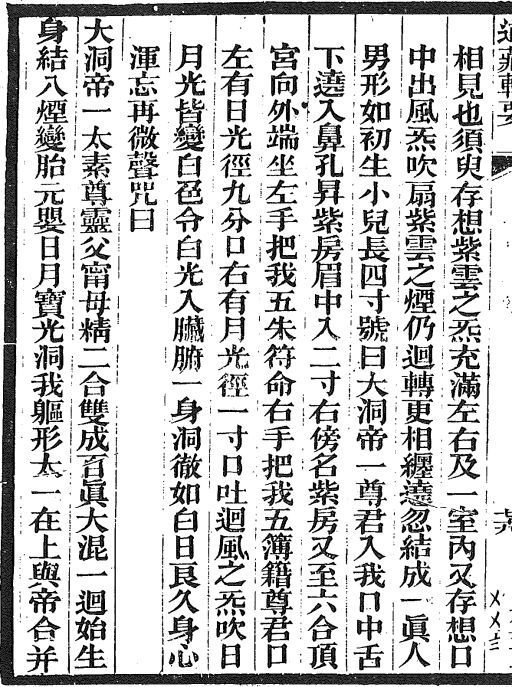 道藏輯要
相見也須臾存想紫雲之炁充滿左右及一室內又存想口
中出風炁吹扇紫雲之煙仍迴轉更相纒遶忽結成一眞人
男形如初生小兒長四寸號曰大洞帝一尊君入我口中舌
下遶入鼻孔昇紫房眉中入二寸右傍名紫房又至六合頂
宮向外端坐左手把我五朱符命右手把我五簿籍尊君口
左有日光徑九分口右有月光徑一寸口吐迴風之炁吹日
月光皆變白色令白光入臟腑一身洞徹如白日良久身心
渾忘再微聲咒曰
大洞帝一太素尊靈父甯母精二合雙成百眞大混一迴始生
身結八煙變胎元嬰日月寶光洞我軀形太一在上與帝合并